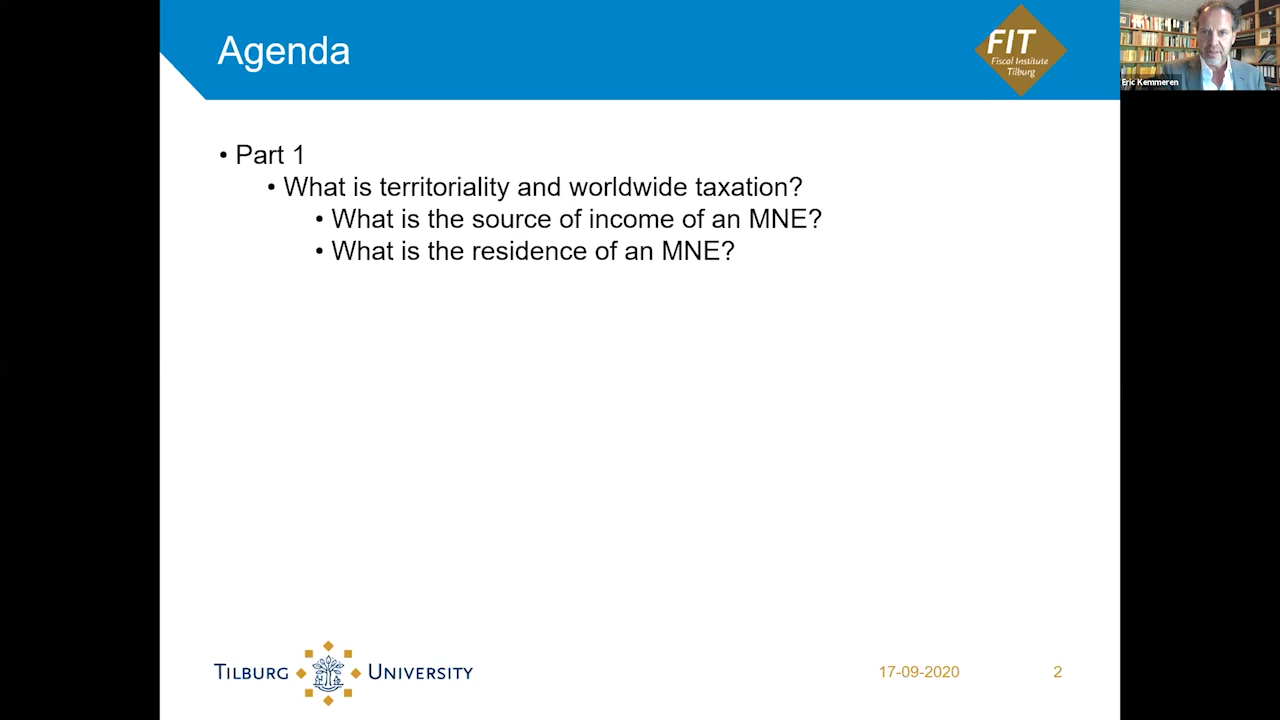 Agenda
FIT
Fiscal Institute
Tilburg
Eric Kemmeren
• Part 1
• What is territoriality and worldwide taxation?
• What is the source of income of an MNE?
• What is the residence of an MNE?
TILBURG UNIVERSITY
17-09-2020
2